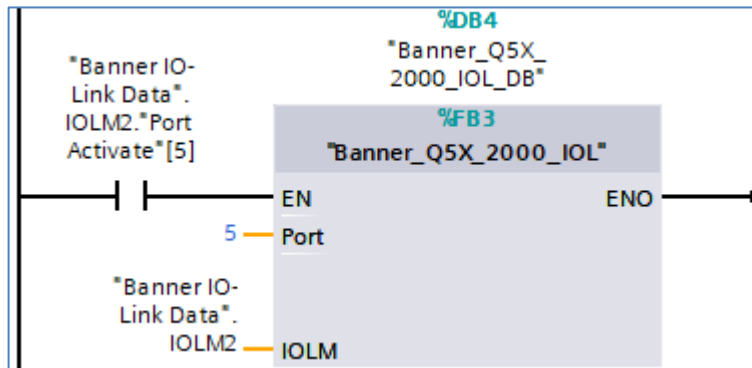 %DB4
"Banner_Q5X_
2000_IOL_DB"
"Banner IO-
Link Data".
IOLM2."Port
Activate"[5]
%FB3
"Banner_Q5X_2000_IOL"
EN
ENO
5
Port
"Banner IO-
Link Data".
IOLM2
IOLM